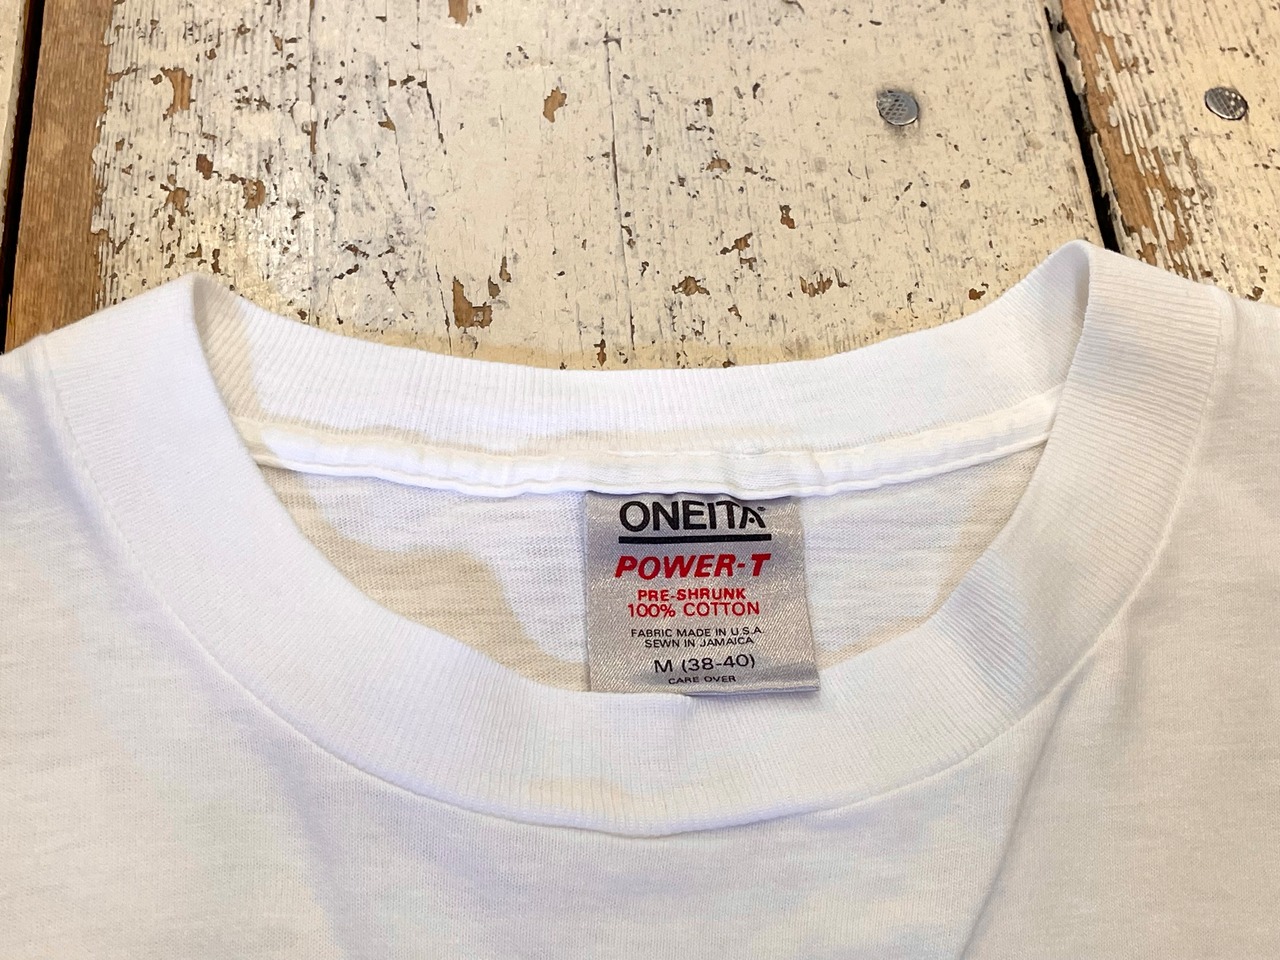 ONEITA
POWER-T
PRE-SHRUNK
100% COTTON
FABRIC MADE IN U.S.A
SEWN IN JAMAICA
M (38-40)
CARE OVER